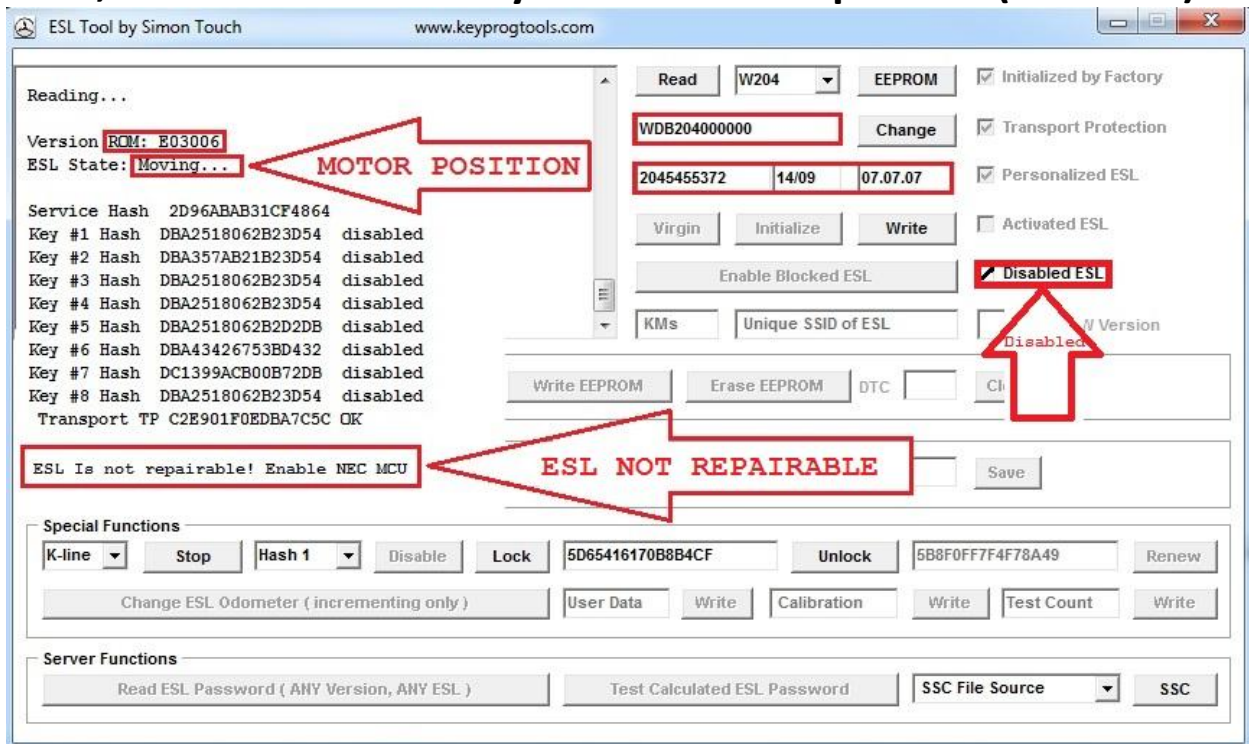 ESL Tool by Simon Touch www.keyprogtools.com
Reading... Read W204 EEPROM Initialized by Factory
Version ROM: E03006 WDB204000000 Change Transport Protection
ESL State: Moving... MOTOR POSITION 2045455372 14/09 07.07.07 Personalized ESL
Service Hash 2D96ABAB31CF4864
Key #1 Hash DBA2518062B23D54 disabled Virgin Initialize Write Activated ESL
Key #2 Hash DBA357AB21B23D54 disabled
Key #3 Hash DBA2518062B23D54 disabled Enable Blocked ESL Disabled ESL
Key #4 Hash DBA2518062B23D54 disabled
Key #5 Hash DBA2518062B2D2DB disabled KMs Unique SSID of ESL Version
Key #6 Hash DBA43426753BD432 disabled Disabled
Key #7 Hash DC1399ACB00B72DB disabled Write EEPROM Erase EEPROM DTC
Key #8 Hash DBA2518062B23D54 disabled
Transport TP C2E901F0EDBA7C5C OK
ESL Is not repairable! Enable NEC MCU ESL NOT REPAIRABLE Save
Special Functions
K-line Stop Hash 1 Disable Lock 5D65416170B8B4CF Unlock 5B8F0FF7F4F78A49 Renew
Change ESL Odometer ( incrementing only ) User Data Write Calibration Write Test Count Write
Server Functions
Read ESL Password ( ANY Version, ANY ESL ) Test Calculated ESL Password SSC File Source SSC